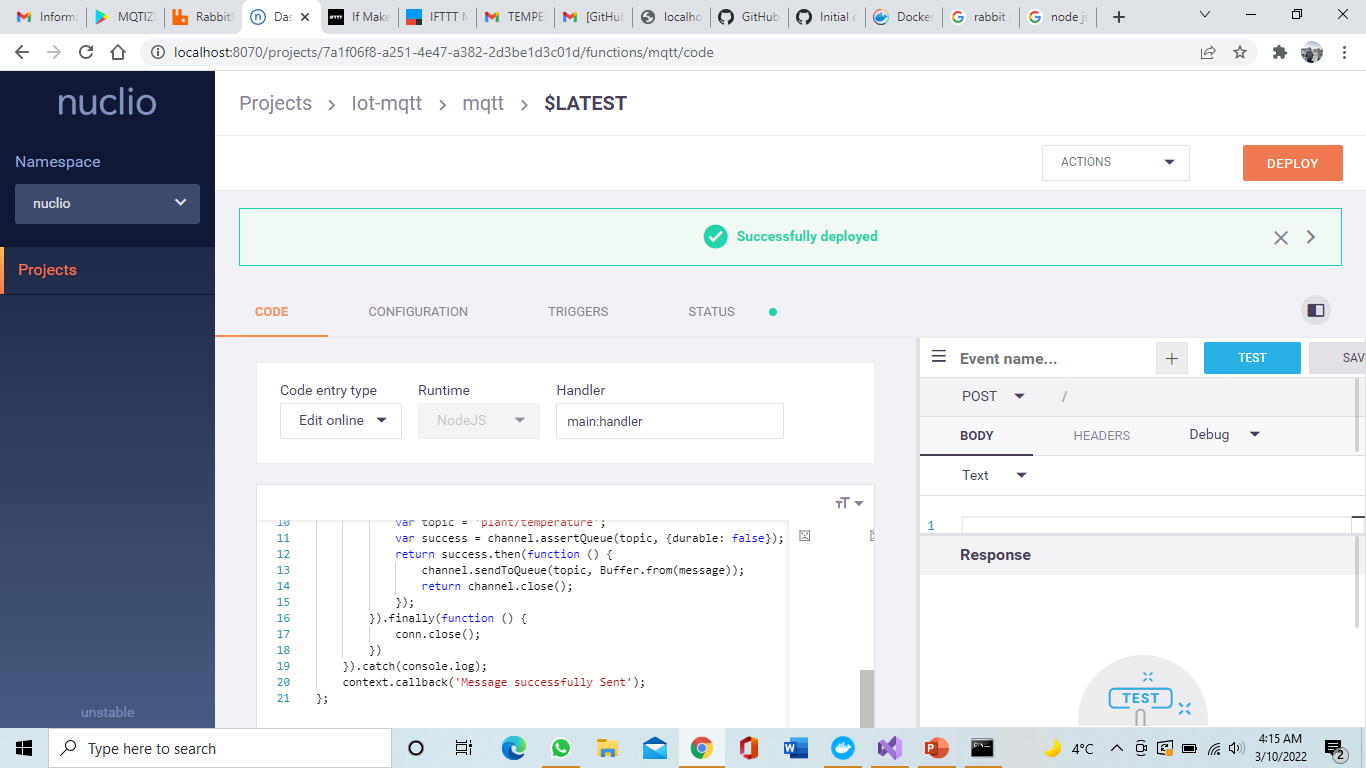 Informa
MQTIZ
Rabbit
Das
If Make
IFTTT M
TEMPE
[GitHub
localho
GitHub
Initial c
Docker
rabbit
node js
localhost:8070/projects/7a1f06f8-a251-4e47-a382-2d3be1d3c01d/functions/mqtt/code
nuclio
Projects > Iot-mqtt > mqtt > $LATEST
Namespace
nuclio
Projects
ACTIONS
DEPLOY
Successfully deployed
CODE
CONFIGURATION
TRIGGERS
STATUS
Code entry type
Runtime
Handler
Edit online
NodeJS
main:handler
10 var topic = 'plant/temperature';
11 var success = channel.assertQueue(topic, {durable: false});
12 return success.then(function () {
13 channel.sendToQueue(topic, Buffer.from(message));
14 return channel.close();
15 });
16 }).finally(function () {
17 conn.close();
18 })
19 }).catch(console.log);
20 context.callback('Message successfully Sent');
21 };
Event name...
+
TEST
SAV
POST
/
BODY
HEADERS
Debug
Text
1
Response
TEST
unstable
Type here to search
4°C
4:15 AM
3/10/2022
2